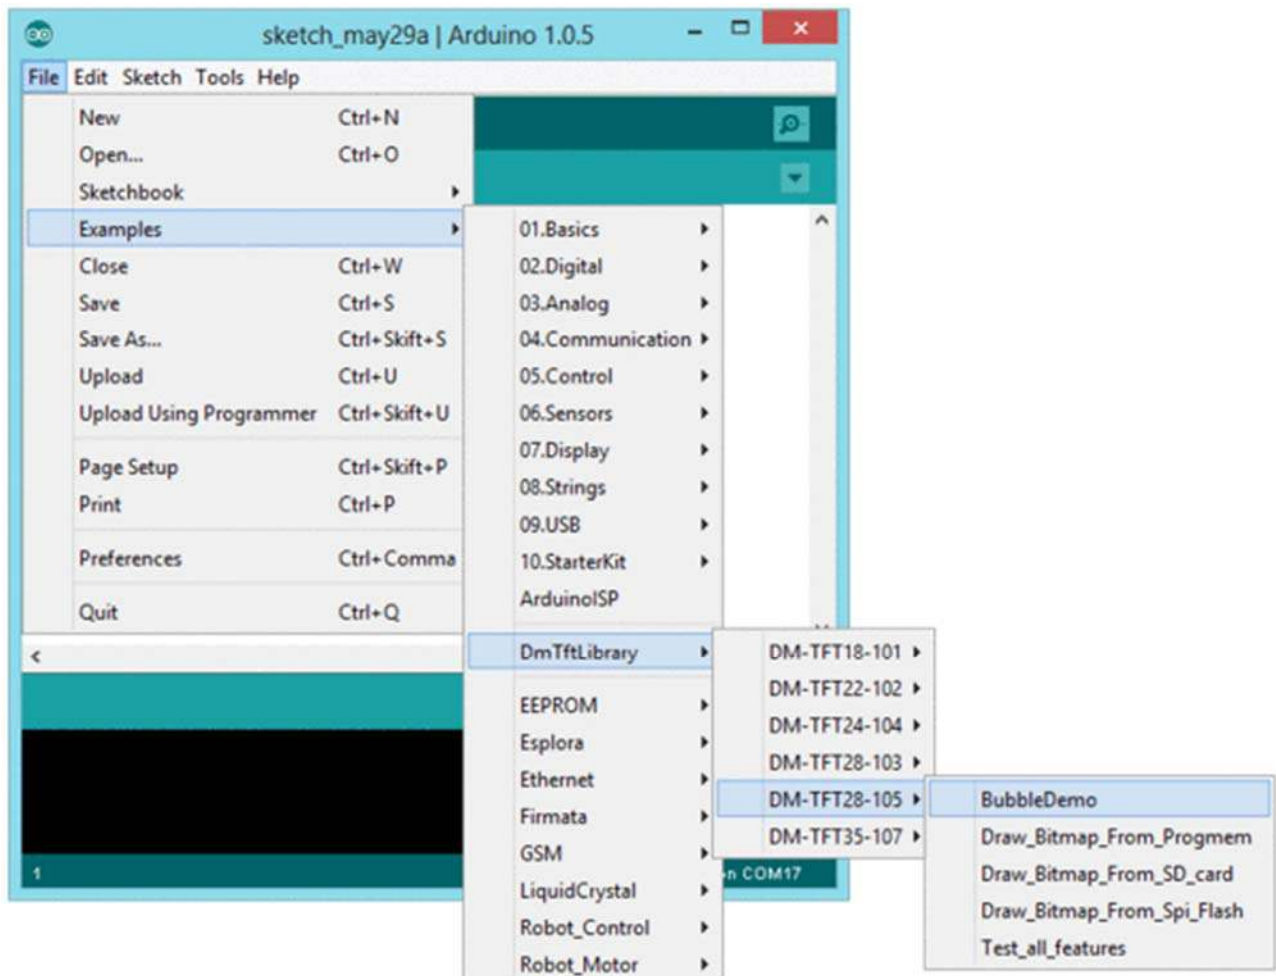 sketch_may29a | Arduino 1.0.5
File Edit Sketch Tools Help
New Ctrl+N
Open... Ctrl+O
Sketchbook
Examples
Close Ctrl+W
Save Ctrl+S
Save As... Ctrl+Skift+S
Upload Ctrl+U
Upload Using Programmer Ctrl+Skift+U
Page Setup Ctrl+Skift+P
Print Ctrl+P
Preferences Ctrl+Comma
Quit Ctrl+Q
01.Basics
02.Digital
03.Analog
04.Communication
05.Control
06.Sensors
07.Display
08.Strings
09.USB
10.StarterKit
ArduinoISP
DmTftLibrary
EEPROM
Esplora
Ethernet
Firmata
GSM
LiquidCrystal
Robot_Control
Robot_Motor
DM-TFT18-101
DM-TFT22-102
DM-TFT24-104
DM-TFT28-103
DM-TFT28-105
DM-TFT35-107
BubbleDemo
Draw_Bitmap_From_Progmem
Draw_Bitmap_From_SD_card
Draw_Bitmap_From_Spi_Flash
Test_all_features
1 n COM17